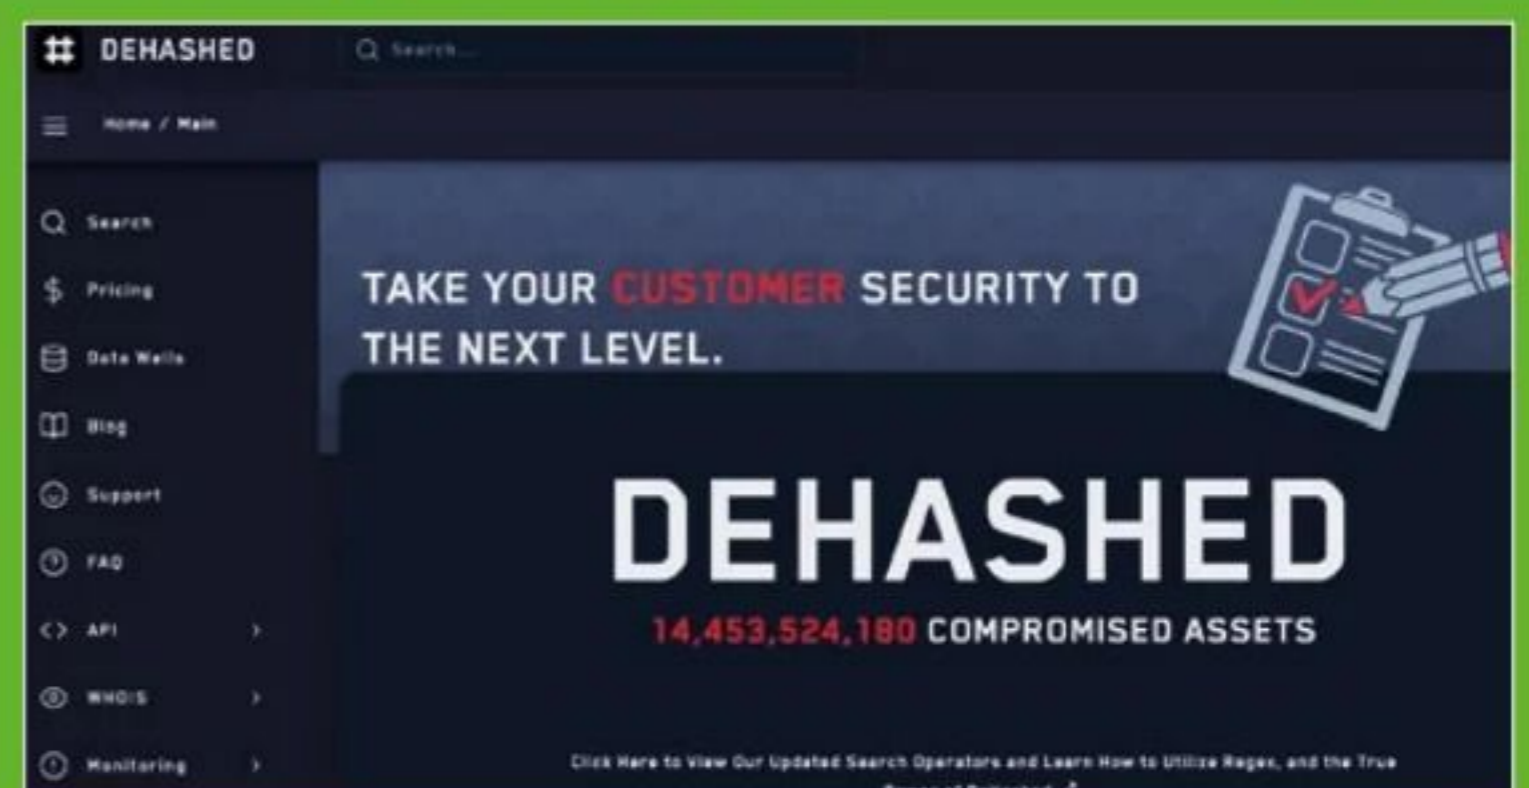 DEHASHED
Search...
Home / Main
Search
Pricing
Data Wells
Blog
Support
FAQ
API
WHOIS
Monitoring
TAKE YOUR CUSTOMER SECURITY TO
THE NEXT LEVEL.
DEHASHED
14,453,524,180 COMPROMISED ASSETS
Click Here to View Our Updated Search Operators and Learn How to Utilize Regex, and the True